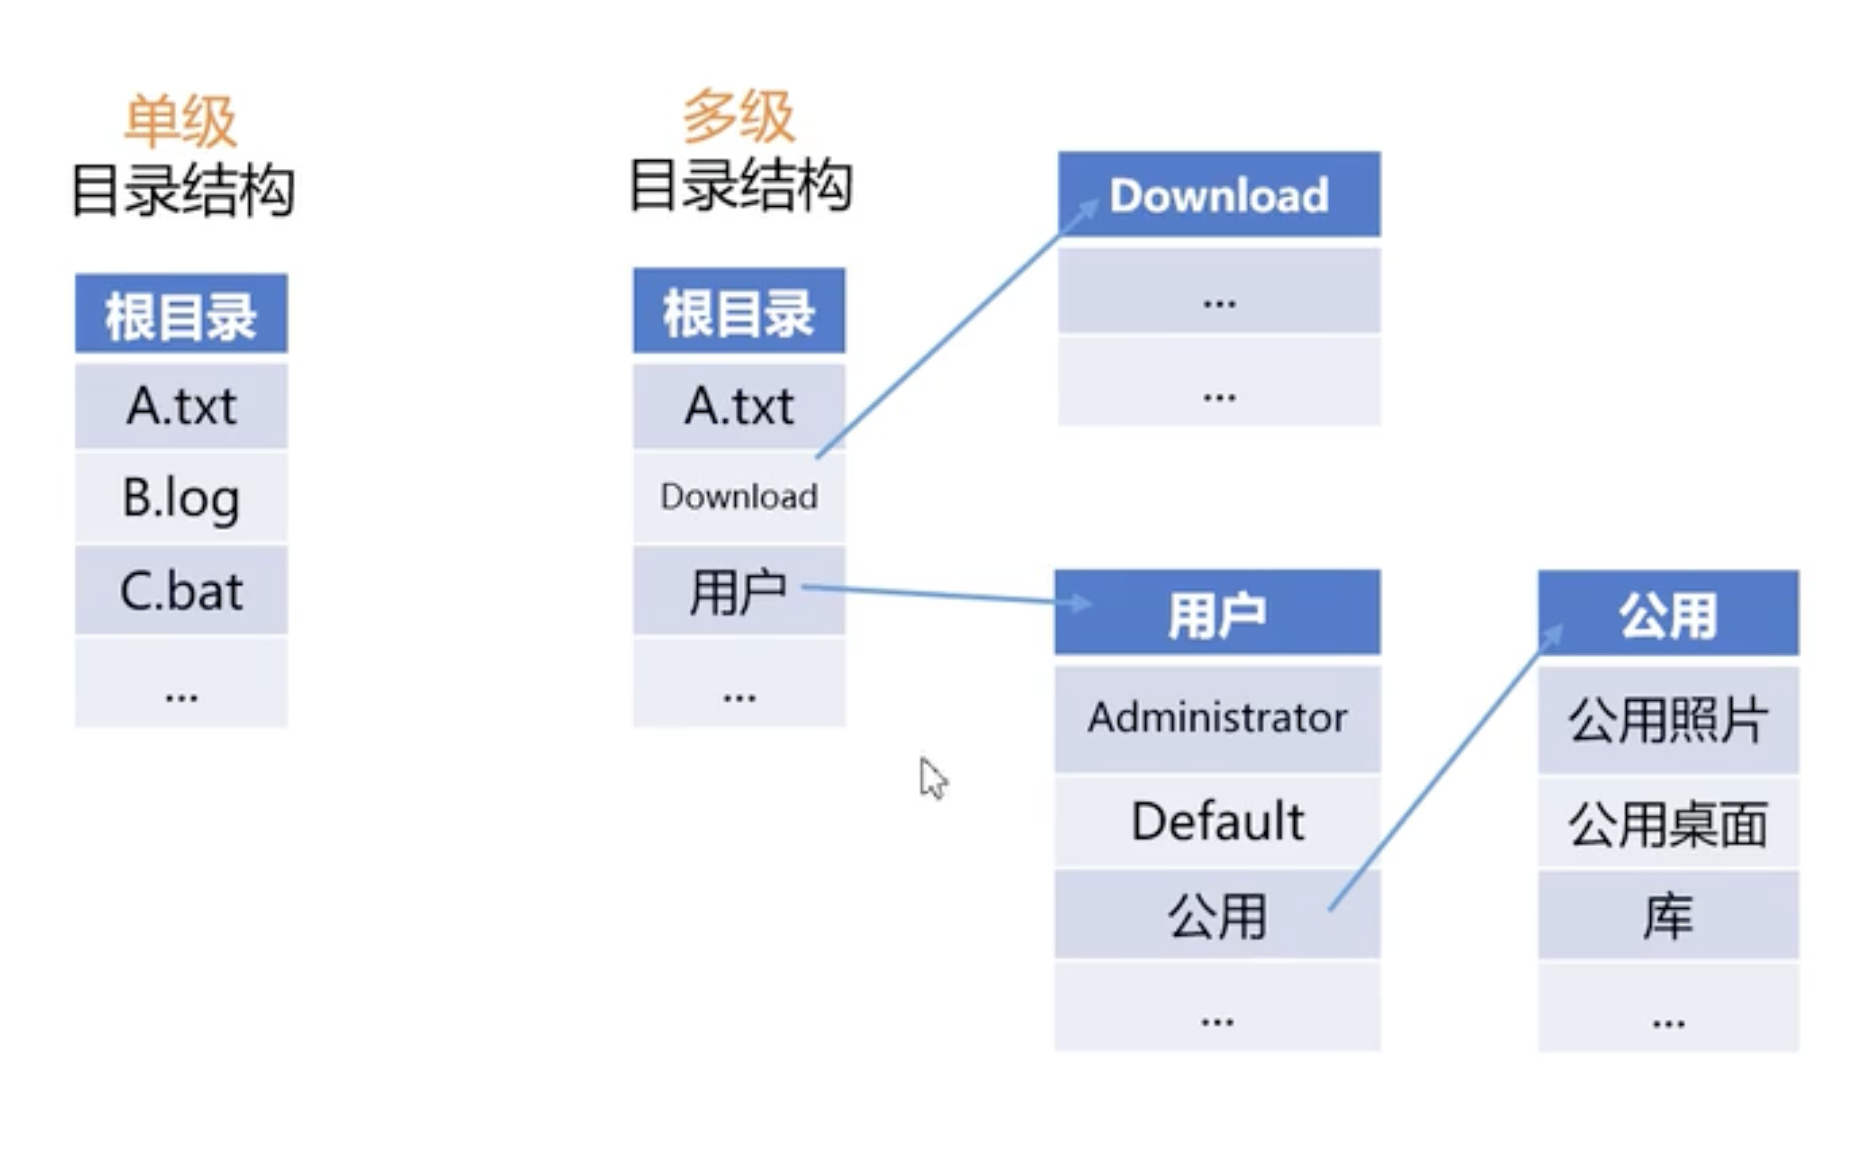 单级
目录结构
根目录
A.txt
B.log
C.bat
...
多级
目录结构
根目录
A.txt
Download
用户
...
Download
...
...
用户
Administrator
Default
公用
...
公用
公用照片
公用桌面
库
...